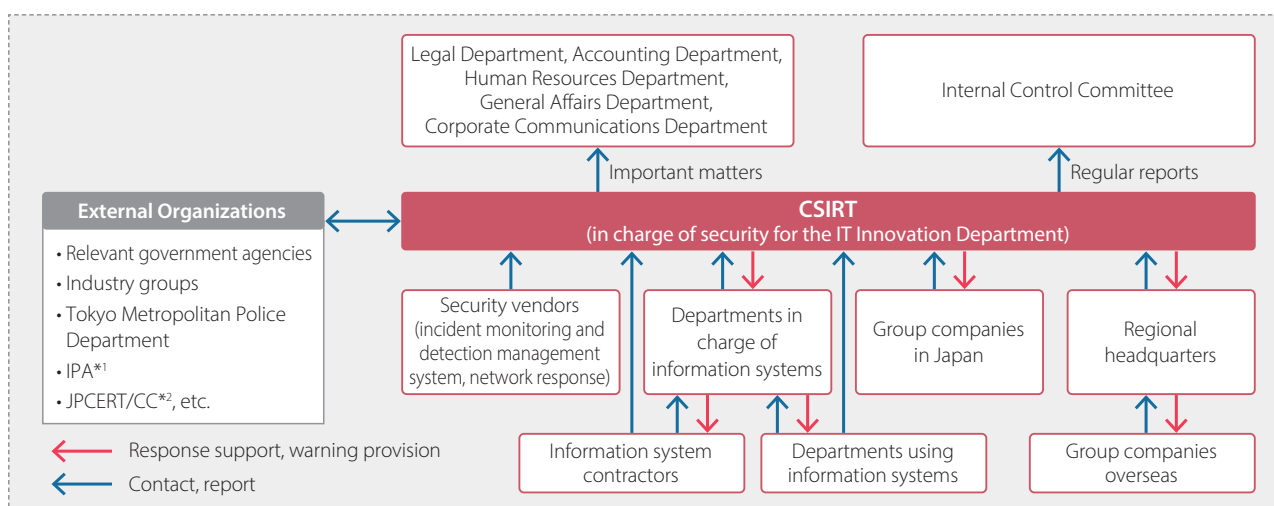 Legal Department, Accounting Department,
Human Resources Department,
General Affairs Department,
Corporate Communications Department
Internal Control Committee
Important matters
Regular reports
External Organizations
• Relevant government agencies
• Industry groups
• Tokyo Metropolitan Police
Department
• IPA*1
• JPCERT/CC*2, etc.
CSIRT
(in charge of security for the IT Innovation Department)
Security vendors
(incident monitoring and
detection management
system, network response)
Departments in
charge of
information systems
Group companies
in Japan
Regional
headquarters
Information system
contractors
Departments using
information systems
Group companies
overseas
Response support, warning provision
Contact, report